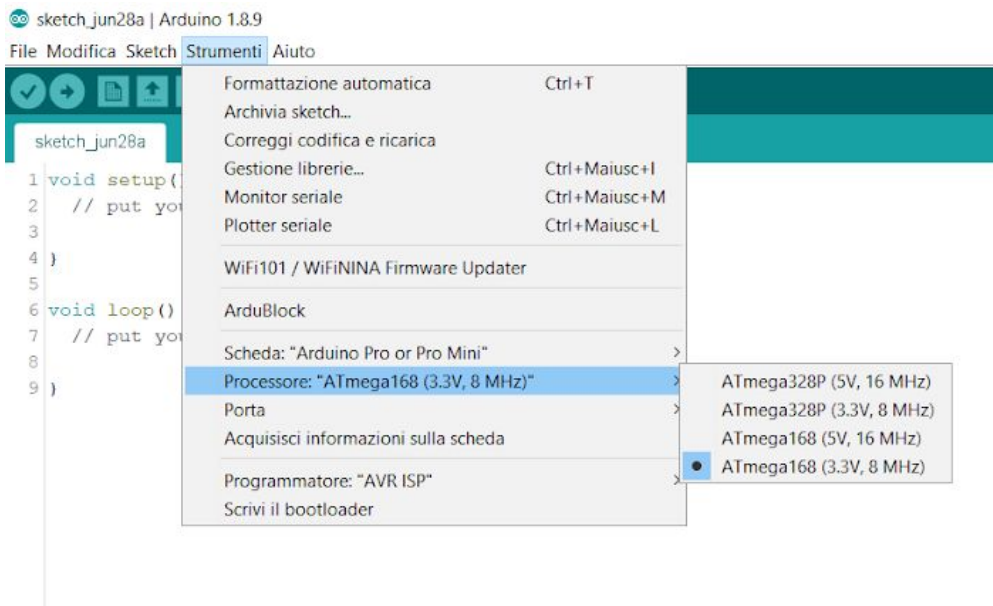 sketch_jun28a | Arduino 1.8.9
File Modifica Sketch Strumenti Aiuto
sketch_jun28a
1 void setup()
2 // put you
3
4 }
5
6 void loop()
7 // put you
8
9 }
Formattazione automatica Ctrl+T
Archivia sketch...
Correggi codifica e ricarica
Gestione librerie... Ctrl+Maiusc+I
Monitor seriale Ctrl+Maiusc+M
Plotter seriale Ctrl+Maiusc+L
WiFi101 / WiFiNINA Firmware Updater
ArduBlock
Scheda: "Arduino Pro or Pro Mini"
Processore: "ATmega168 (3.3V, 8 MHz)"
Porta
Acquisisci informazioni sulla scheda
Programmatore: "AVR ISP"
Scrivi il bootloader
ATmega328P (5V, 16 MHz)
ATmega328P (3.3V, 8 MHz)
ATmega168 (5V, 16 MHz)
ATmega168 (3.3V, 8 MHz)